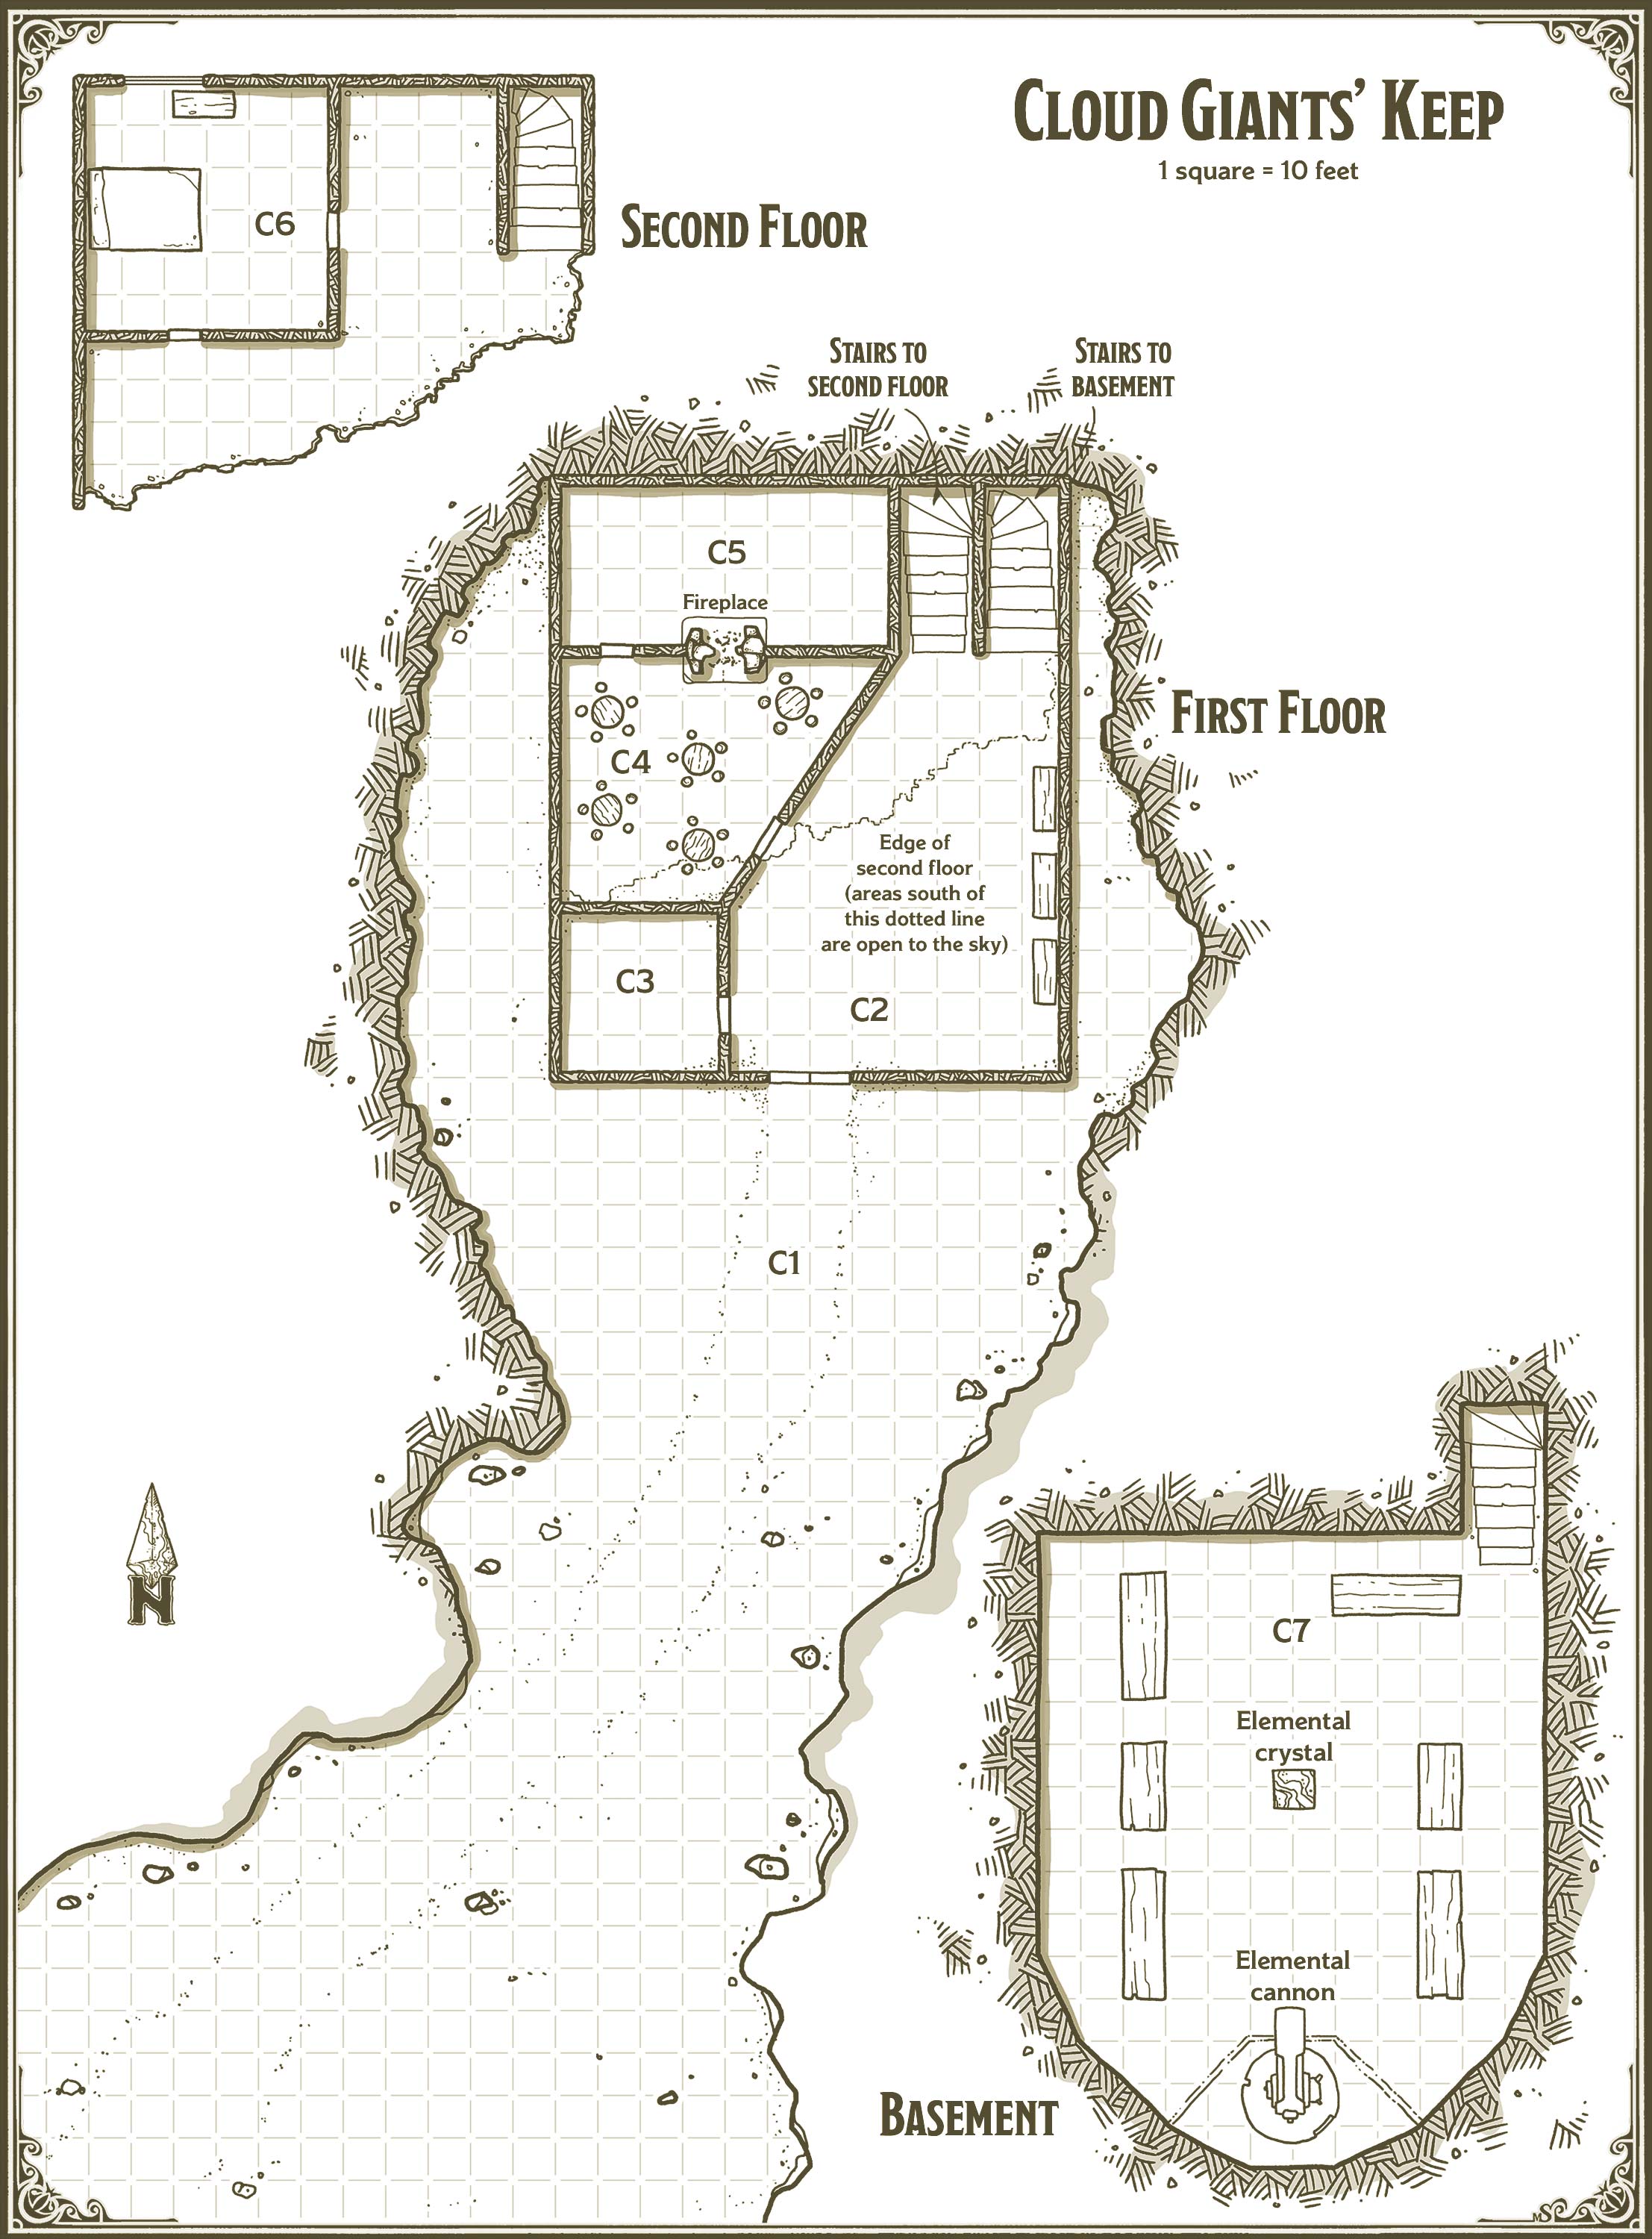 CLOUD GIANTS' KEEP
1 square = 10 feet
C6
SECOND FLOOR
STAIRS TO
SECOND FLOOR
STAIRS TO
BASEMENT
C5
Fireplace
FIRST FLOOR
C4
Edge of
second floor
(areas south of
this dotted line
are open to the sky)
C3
C2
C1
N
C7
Elemental
crystal
Elemental
cannon
BASEMENT
MS